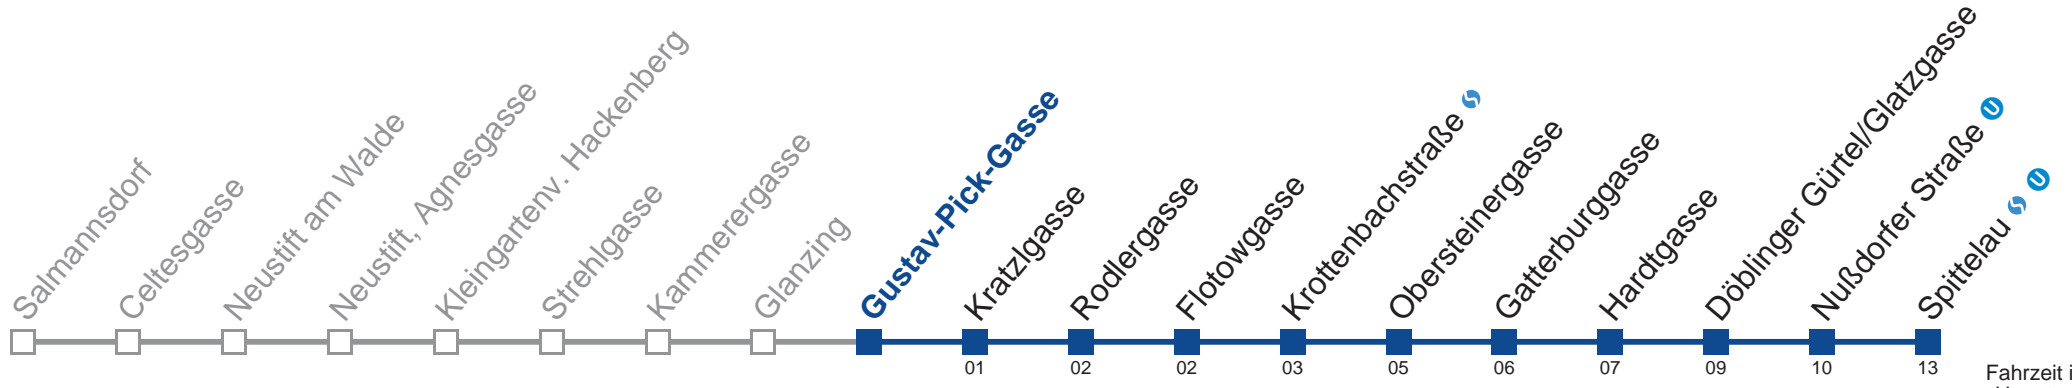 Salmannsdorf
Celtesgasse
Neustift am Walde
Neustift, Agnesgasse
Kleingartenv. Hackenberg
Strehlgasse
Kammerergasse
Glanzing
Gustav-Pick-Gasse
Kratzlgasse
Rodlergasse
Flotowgasse
Krottenbachstraße S
Obersteinergasse
Gatterburggasse
Hardtgasse
Döblinger Gürtel/Glatzgasse
Nußdorfer Straße U
Spittelau S U
01 02 02 03 05 06 07 09 10 13
Fahrzeit